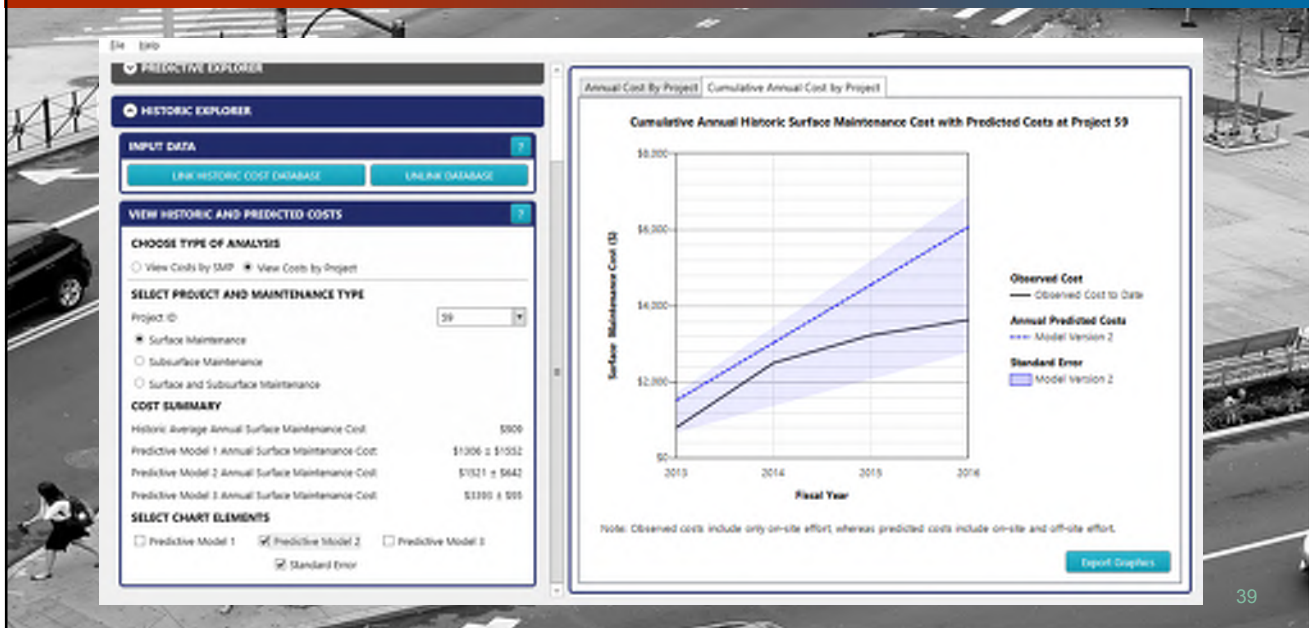 File Help
PREDICTIVE EXPLORER
HISTORIC EXPLORER
INPUT DATA ?
LINK HISTORIC COST DATABASE UNLINK DATABASE
VIEW HISTORIC AND PREDICTED COSTS ?
CHOOSE TYPE OF ANALYSIS
View Costs by SMP View Costs by Project
SELECT PROJECT AND MAINTENANCE TYPE
Project ID 59
Surface Maintenance
Subsurface Maintenance
Surface and Subsurface Maintenance
COST SUMMARY
Historic Average Annual Surface Maintenance Cost $909
Predictive Model 1 Annual Surface Maintenance Cost ± $1552
Predictive Model 2 Annual Surface Maintenance Cost $1521 ± $642
Predictive Model 3 Annual Surface Maintenance Cost ±
SELECT CHART ELEMENTS
Predictive Model 1 Predictive Model 2 Predictive Model 3
Standard Error
Annual Cost By Project Cumulative Annual Cost by Project
Cumulative Annual Historic Surface Maintenance Cost with Predicted Costs at Project 59
Surface Maintenance Cost ($)
$8,000
$6,000
$4,000
$2,000
$0
2013 2014 2015 2016
Fiscal Year
Observed Cost
Observed Cost to Date
Annual Predicted Costs
Model Version 2
Standard Error
Model Version 2
Note: Observed costs include only on-site effort, whereas predicted costs include on-site and off-site effort.
Export Graphics
39